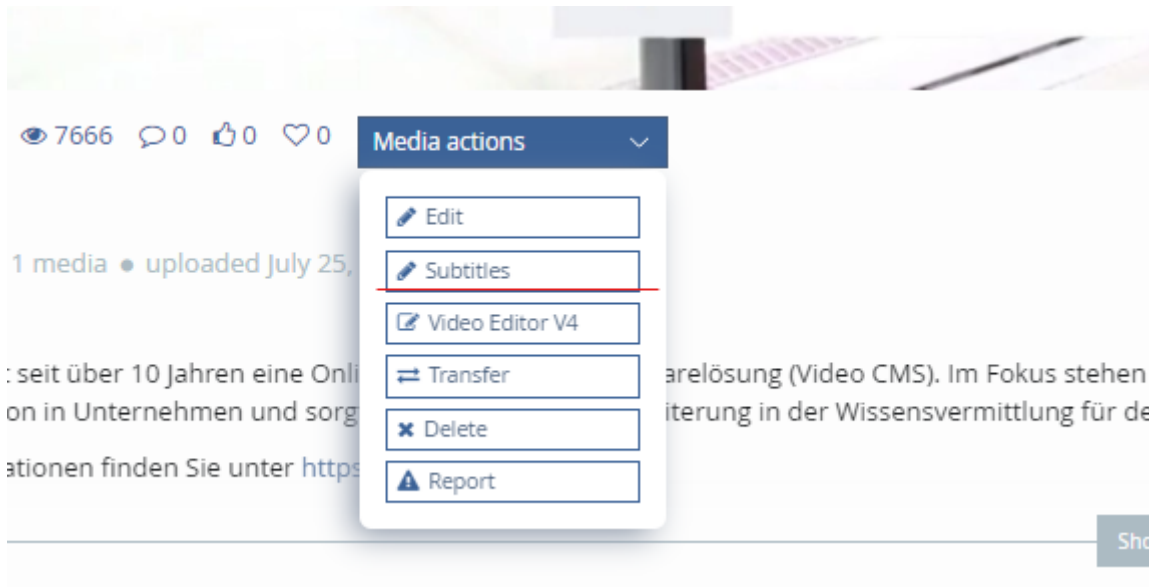 7666 0 0 0 Media actions
Edit
1 media ● uploaded July 25,
Subtitles
Video Editor V4
seit über 10 Jahren eine Onli
Transfer
arelösung (Video CMS). Im Fokus stehen
on in Unternehmen und sorg
iterung in der Wissensvermittlung für de
Delete
ationen finden Sie unter https
Report
Sho